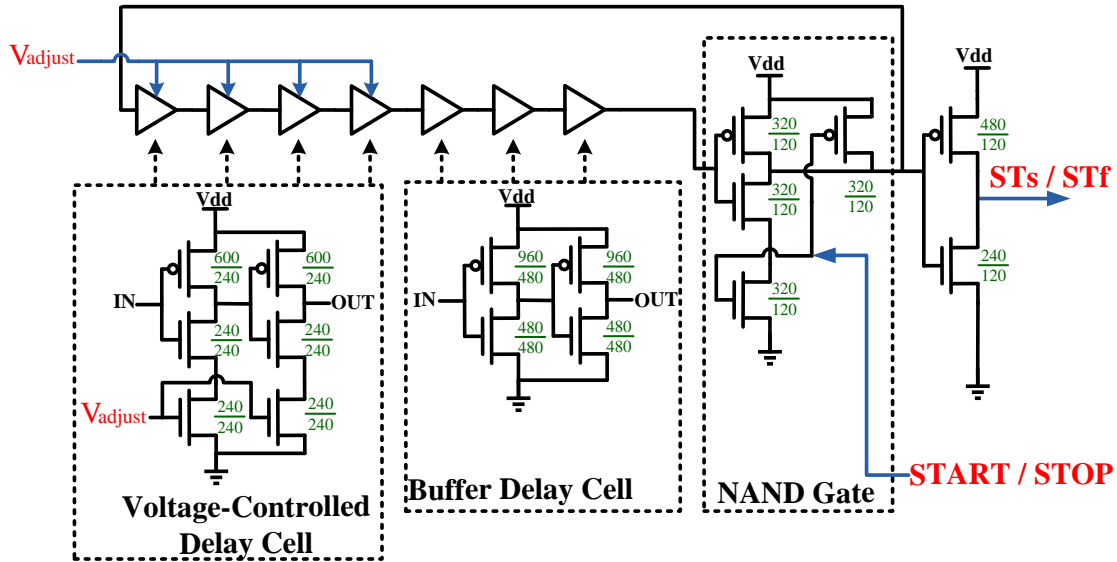 Vadjust
Vdd
320
120
320
120
320
120
320
120
Vdd
480
120
240
120
STs / STf
START / STOP
NAND Gate
Vdd
IN
600
240
600
240
OUT
240
240
240
240
Vadjust
240
240
240
240
Voltage-Controlled
Delay Cell
Vdd
IN
960
480
960
480
OUT
480
480
480
480
Buffer Delay Cell